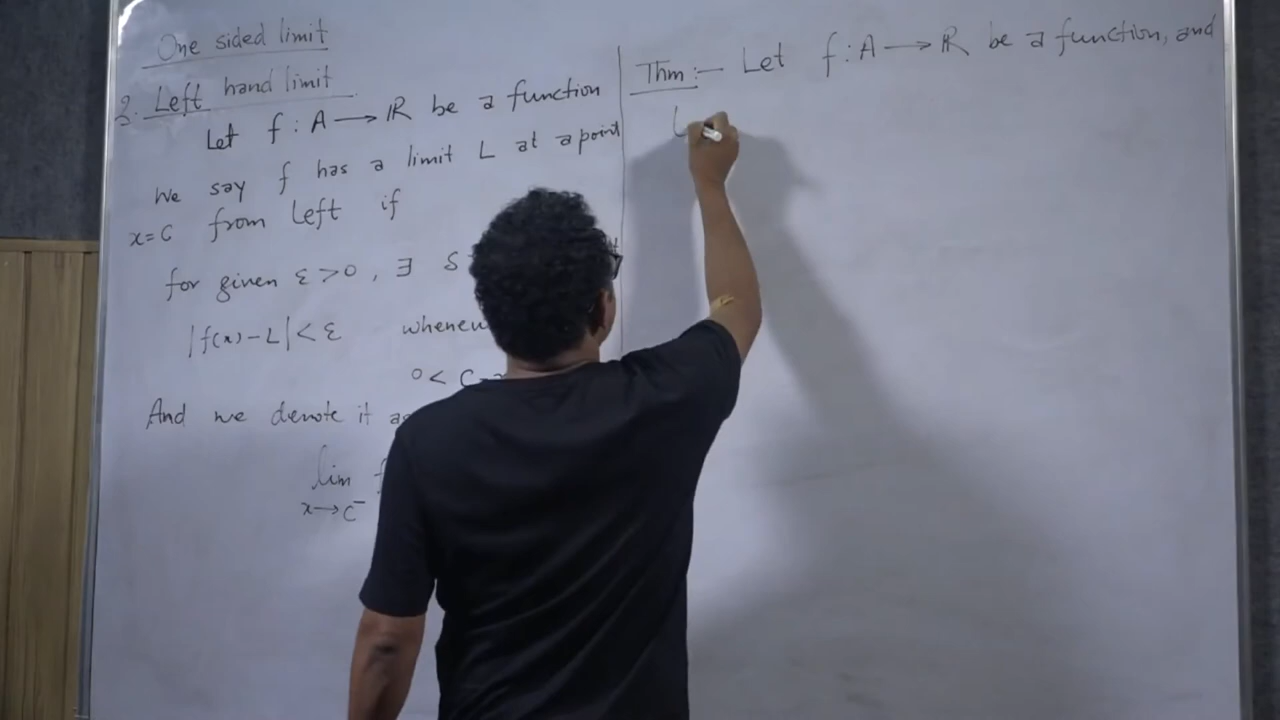 One sided limit
2. Left hand limit
Let f : A → R be a function
We say f has a limit L at a point
x=c from left if
for given ε>0, ∃ δ
|f(x)-L|<ε whenev
0< c-
And we denote it as
lim f
x→c⁻
Thm:- Let f : A → R be a function, and